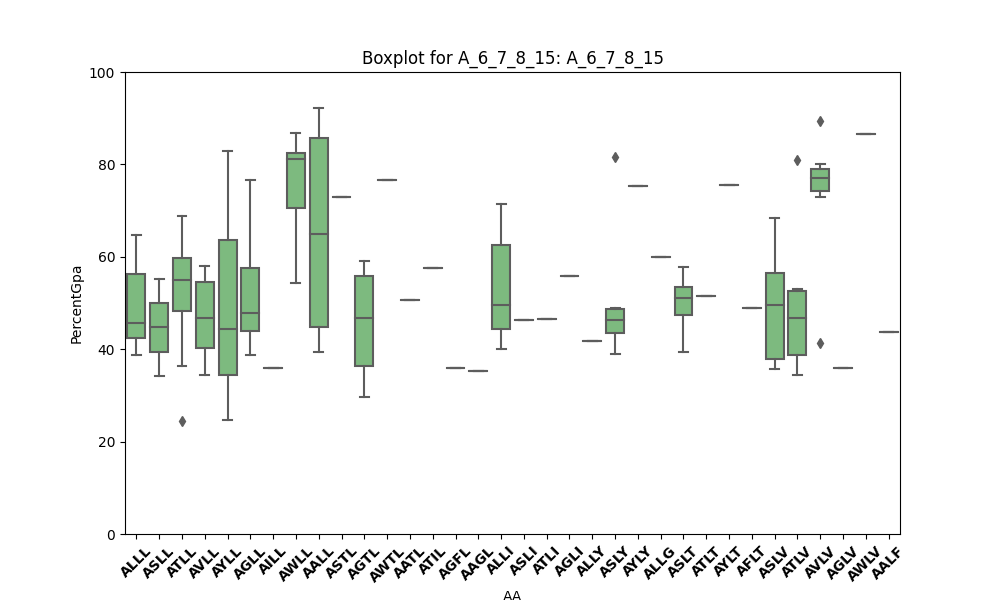 Boxplot for A_6_7_8_15: A_6_7_8_15
100
80
60
40
20
0
PercentGpa
ALLL ASLL ATLL AVLL AYLL AGLL AILL AWLL AALL ASTL AGTL AWTL AATL ATIL AGFL AAGL ALLI ASLI ATLI AGLI ALLY ASLY AYLY ALLG ASLT ATLT AYLT AFLT ASLV ATLV AVLV AGLV AWLV AALF
AA